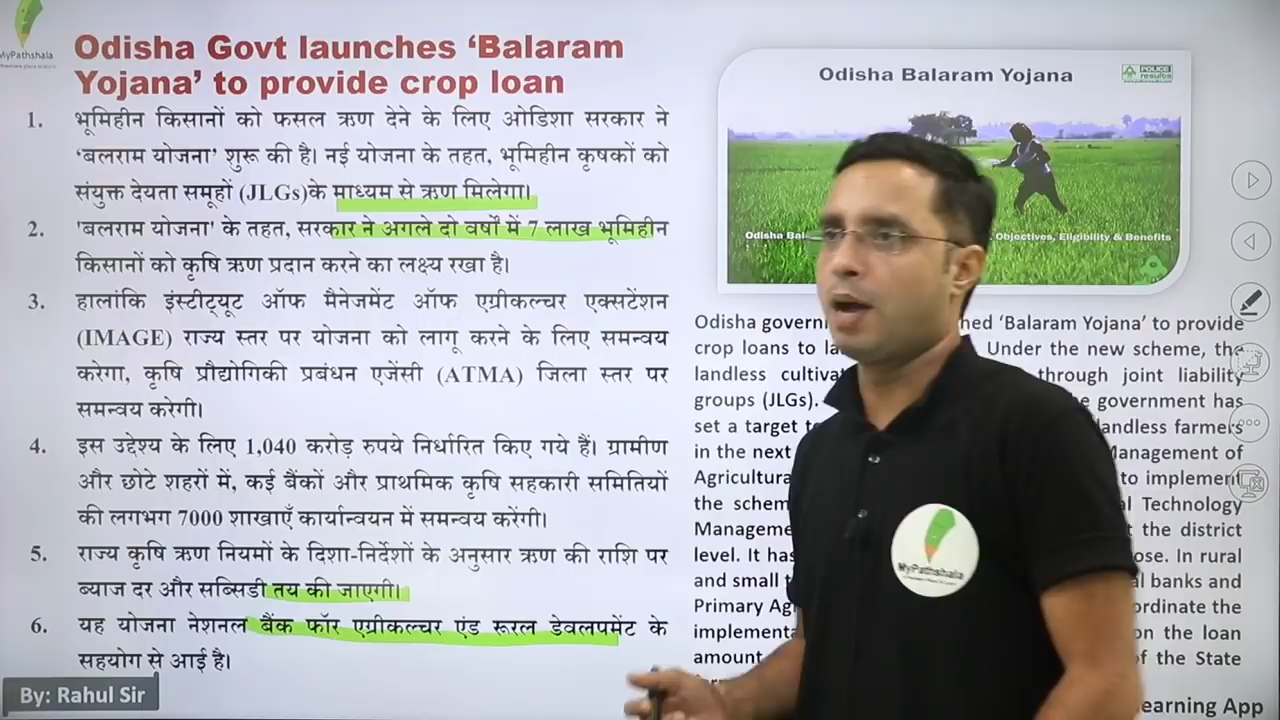 MyPathshala
Odisha Govt launches ‘Balaram
Yojana’ to provide crop loan
1. भूमिहीन किसानों को फसल ऋण देने के लिए ओडिशा सरकार ने
‘बलराम योजना’ शुरू की है। नई योजना के तहत, भूमिहीन कृषकों को
संयुक्त देयता समूहों (JLGs)के माध्यम से ऋण मिलेगा।
2. 'बलराम योजना' के तहत, सरकार ने अगले दो वर्षों में 7 लाख भूमिहीन
किसानों को कृषि ऋण प्रदान करने का लक्ष्य रखा है।
3. हालांकि इंस्टीट्यूट ऑफ मैनेजमेंट ऑफ एग्रीकल्चर एक्सटेंशन
(IMAGE) राज्य स्तर पर योजना को लागू करने के लिए समन्वय
करेगा, कृषि प्रौद्योगिकी प्रबंधन एजेंसी (ATMA) जिला स्तर पर
समन्वय करेगी।
4. इस उद्देश्य के लिए 1,040 करोड़ रुपये निर्धारित किए गये हैं। ग्रामीण
और छोटे शहरों में, कई बैंकों और प्राथमिक कृषि सहकारी समितियों
की लगभग 7000 शाखाएँ कार्यान्वयन में समन्वय करेंगी।
5. राज्य कृषि ऋण नियमों के दिशा-निर्देशों के अनुसार ऋण की राशि पर
ब्याज दर और सब्सिडी तय की जाएगी।
6. यह योजना नेशनल बैंक फॉर एग्रीकल्चर एंड रूरल डेवलपमेंट के
सहयोग से आई है।
By: Rahul Sir
Odisha Balaram Yojana
POLICE
results
Odisha Bal Objectives, Eligibility & Benefits
Odisha governm hed ‘Balaram Yojana’ to provide
crop loans to la Under the new scheme, the
landless cultivat through joint liability
groups (JLGs). e government has
set a target t landless farmers
in the next Management of
Agricultura to implement
the schem l Technology
Manageme t the district
level. It has ose. In rural
and small t al banks and
Primary Ag ordinate the
implementa on the loan
amount of the State
earning App
MyPathshala